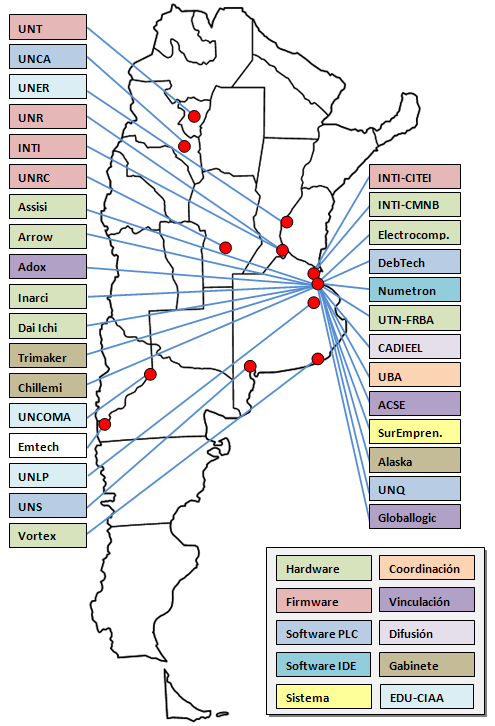 UNT
UNCA
UNER
UNR
INTI
UNRC
Assisi
Arrow
Adox
Inarci
Dai Ichi
Trimaker
Chillemi
UNCOMA
Emtech
UNLP
UNS
Vortex
INTI-CITEI
INTI-CMNB
Electrocomp.
DebTech
Numetron
UTN-FRBA
CADIEEL
UBA
ACSE
SurEmpren.
Alaska
UNQ
Globallogic
Hardware
Coordinación
Firmware
Vinculación
Software PLC
Difusión
Software IDE
Gabinete
Sistema
EDU-CIAA